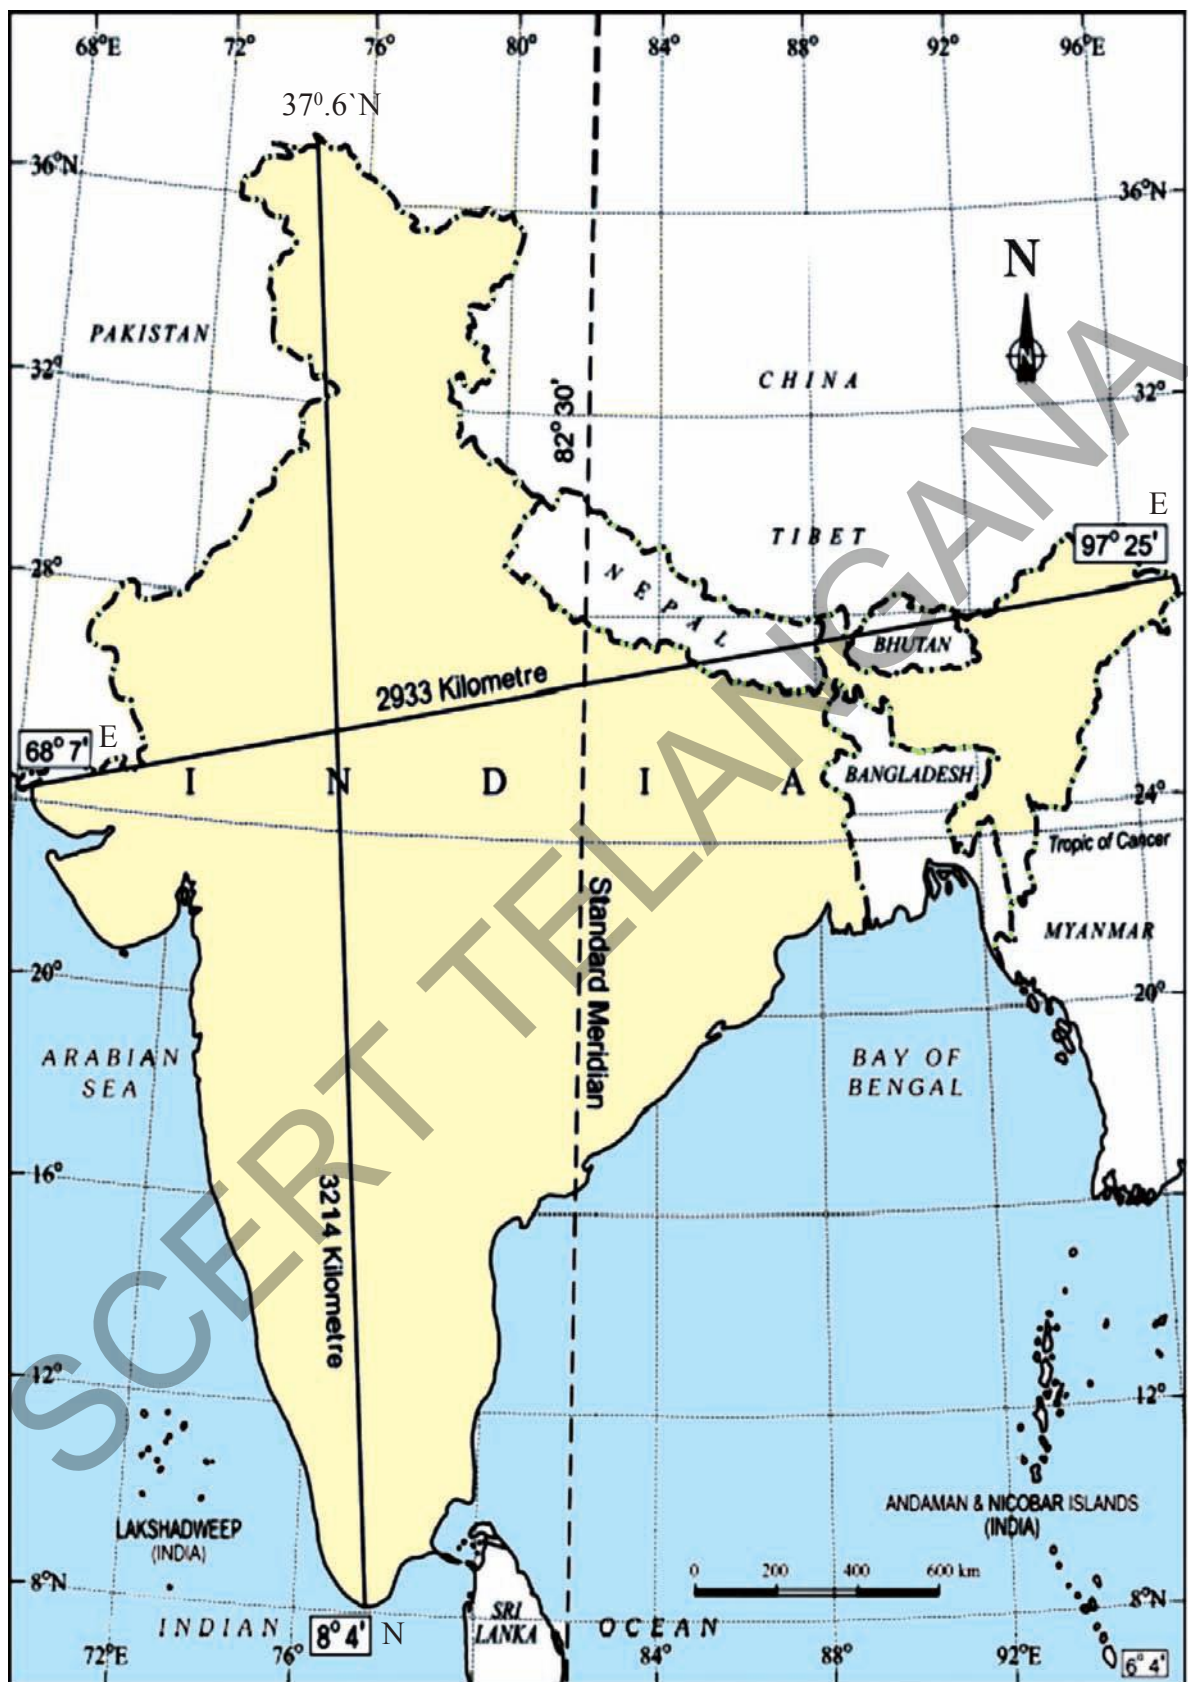 68°E 72° 76° 80° 84° 88° 92° 96°E
37⁰.6`N
36°N
36°N
N
N
PAKISTAN
CHINA
32°
32°
82° 30'
E
TIBET
97° 25'
28°
NEPAL
BHUTAN
2933 Kilometre
68° 7' E
INDIA
BANGLADESH
24°
Tropic of Cancer
Standard Meridian
MYANMAR
20°
20°
ARABIAN
SEA
BAY OF
BENGAL
16°
3214 Kilometre
12°
12°
ANDAMAN & NICOBAR ISLANDS
(INDIA)
LAKSHADWEEP
(INDIA)
0 200 400 600 km
8°N
8°N
SRI
LANKA
INDIAN OCEAN
8° 4' N
72°E 76° 84° 88° 92°E
6° 4'
SCERT TELANGANA